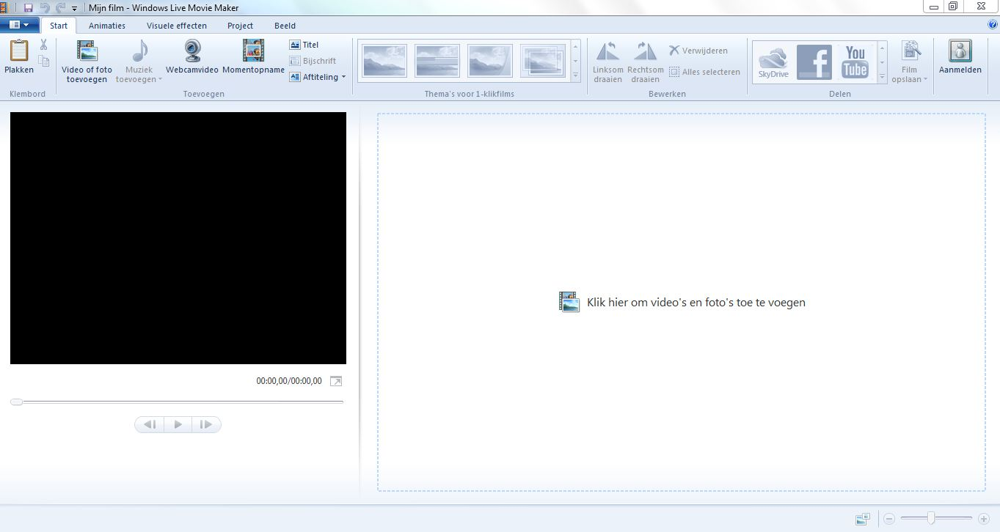 Mijn film - Windows Live Movie Maker
Start Animaties Visuele effecten Project Beeld
Plakken
Klembord
Video of foto
toevoegen
Muziek
toevoegen
Webcamvideo
Momentopname
Titel
Bijschrift
Aftiteling
Toevoegen
Thema's voor 1-klikfilms
Linksom
draaien
Rechtsom
draaien
Verwijderen
Alles selecteren
Bewerken
SkyDrive
f
You
Tube
Film
opslaan
Delen
Aanmelden
Klik hier om video's en foto's toe te voegen
00:00,00/00:00,00